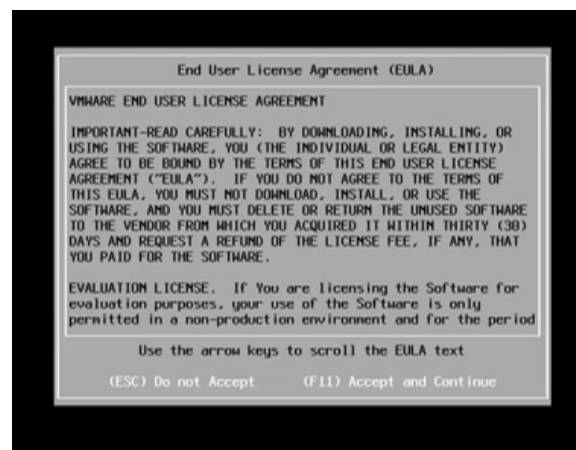 End User License Agreement (EULA)
VMWARE END USER LICENSE AGREEMENT
IMPORTANT-READ CAREFULLY: BY DOWNLOADING, INSTALLING, OR
USING THE SOFTWARE, YOU (THE INDIVIDUAL OR LEGAL ENTITY)
AGREE TO BE BOUND BY THE TERMS OF THIS END USER LICENSE
AGREEMENT ("EULA"). IF YOU DO NOT AGREE TO THE TERMS OF
THIS EULA, YOU MUST NOT DOWNLOAD, INSTALL, OR USE THE
SOFTWARE, AND YOU MUST DELETE OR RETURN THE UNUSED SOFTWARE
TO THE VENDOR FROM WHICH YOU ACQUIRED IT WITHIN THIRTY (30)
DAYS AND REQUEST A REFUND OF THE LICENSE FEE, IF ANY, THAT
YOU PAID FOR THE SOFTWARE.
EVALUATION LICENSE. If You are licensing the Software for
evaluation purposes, your use of the Software is only
permitted in a non-production environment and for the period
Use the arrow keys to scroll the EULA text
(ESC) Do not Accept (F11) Accept and Continue